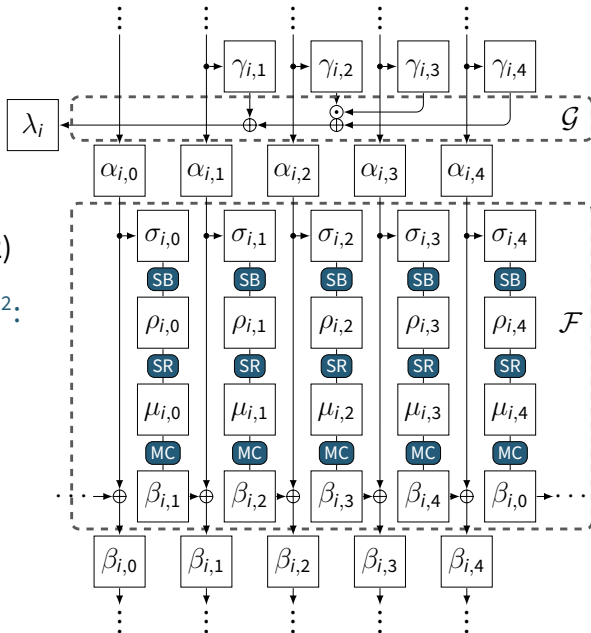 γi,1 γi,2 γi,3 γi,4
λi 𝒢
αi,0 αi,1 αi,2 αi,3 αi,4
σi,0 σi,1 σi,2 σi,3 σi,4
SB SB SB SB SB
2:
ρi,0 ρi,1 ρi,2 ρi,3 ρi,4 ℱ
SR SR SR SR SR
μi,0 μi,1 μi,2 μi,3 μi,4
MC MC MC MC MC
βi,1 βi,2 βi,3 βi,4 βi,0
βi,0 βi,1 βi,2 βi,3 βi,4